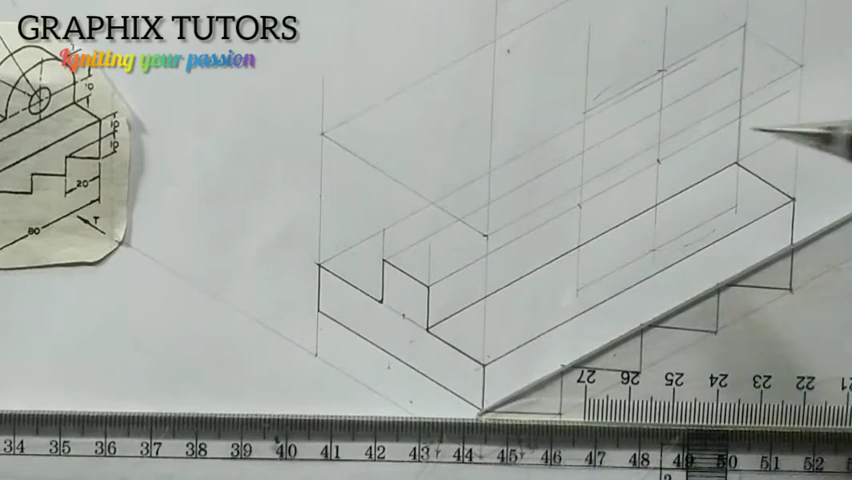 GRAPHIX TUTORS
Igniting your passion
10
10
20
80
T
27 26 25 24 23 22 21
34 35 36 37 38 39 40 41 42 43 44 45 46 47 48 49 50 51 52